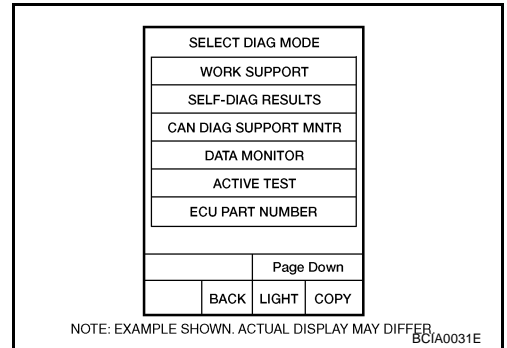 SELECT DIAG MODE
WORK SUPPORT
SELF-DIAG RESULTS
CAN DIAG SUPPORT MNTR
DATA MONITOR
ACTIVE TEST
ECU PART NUMBER
Page Down
BACK LIGHT COPY
NOTE: EXAMPLE SHOWN. ACTUAL DISPLAY MAY DIFFER.
BCIA0031E